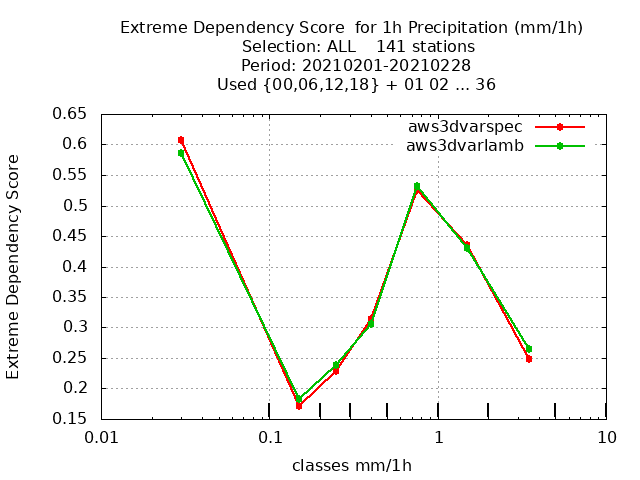 Extreme Dependency Score  for 1h Precipitation (mm/1h)
Selection: ALL    141 stations
Period: 20210201-20210228
Used {00,06,12,18} + 01 02 ... 36
aws3dvarspec
aws3dvarlamb
Extreme Dependency Score
0.65
0.6
0.55
0.5
0.45
0.4
0.35
0.3
0.25
0.2
0.15
0.01 0.1 1 10
classes mm/1h